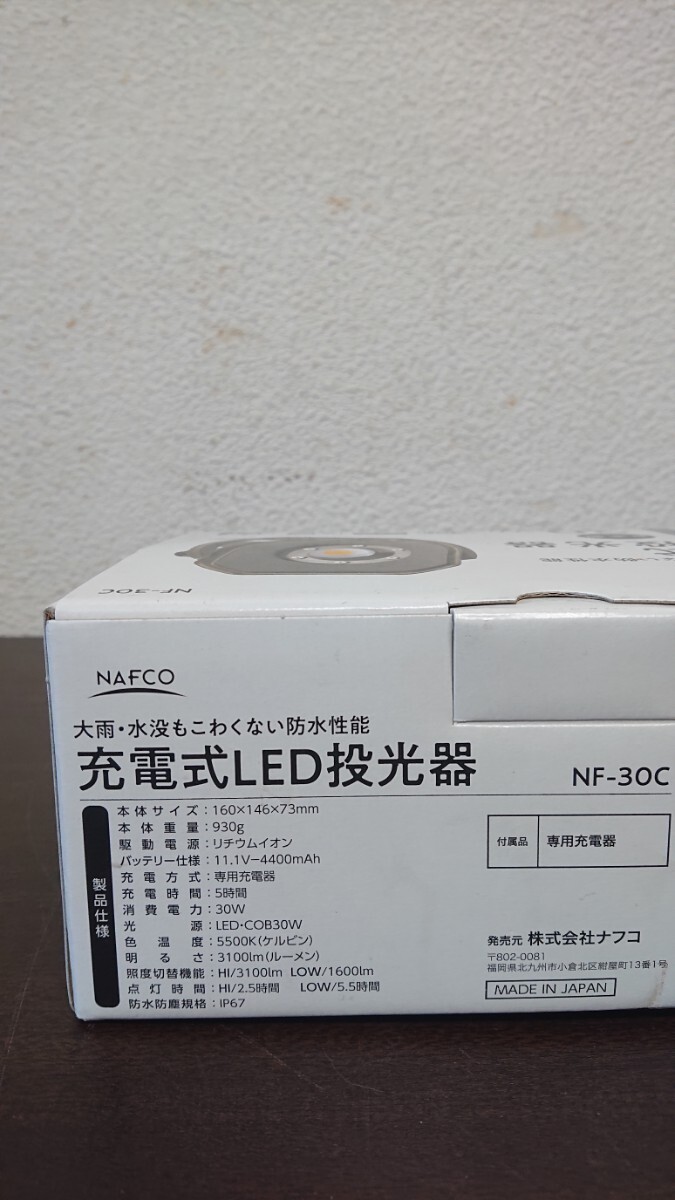 NF-30C
投光器
い防水性能
NAFCO
大雨・水没もこわくない防水性能
充電式LED投光器 NF-30C
製品仕様
本体サイズ：160×146×73mm
本体重量：930g
駆動電源：リチウムイオン
バッテリー仕様：11.1V−4400mAh
充電方式：専用充電器
充電時間：5時間
消費電力：30W
光源：LED・COB30W
色温度：5500K(ケルビン)
明るさ：3100lm(ルーメン)
照度切替機能：HI/3100lm LOW/1600lm
点灯時間：HI/2.5時間 LOW/5.5時間
防水防塵規格：IP67
付属品 専用充電器
発売元 株式会社ナフコ
〒802-0081
福岡県北九州市小倉北区紺屋町13番1号
MADE IN JAPAN